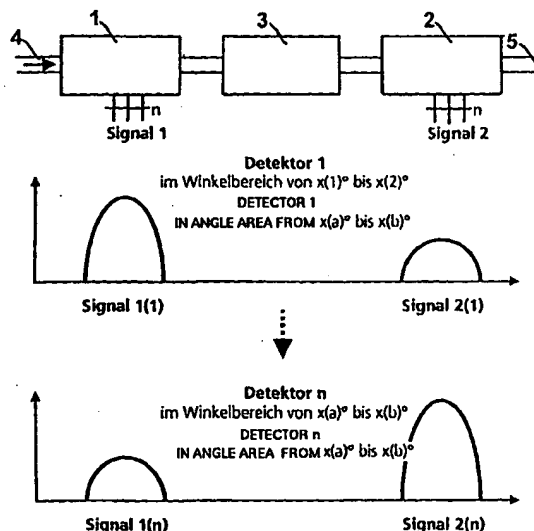 4 1 3 2 5
n n
Signal 1 Signal 2
Detektor 1
im Winkelbereich von x(1)º bis x(2)º
DETECTOR 1
IN ANGLE AREA FROM x(a)º bis x(b)º
Signal 1(1) Signal 2(1)
Detektor n
im Winkelbereich von x(a)º bis x(b)º
DETECTOR n
IN ANGLE AREA FROM x(a)º bis x(b)º
Signal 1(n) Signal 2(n)